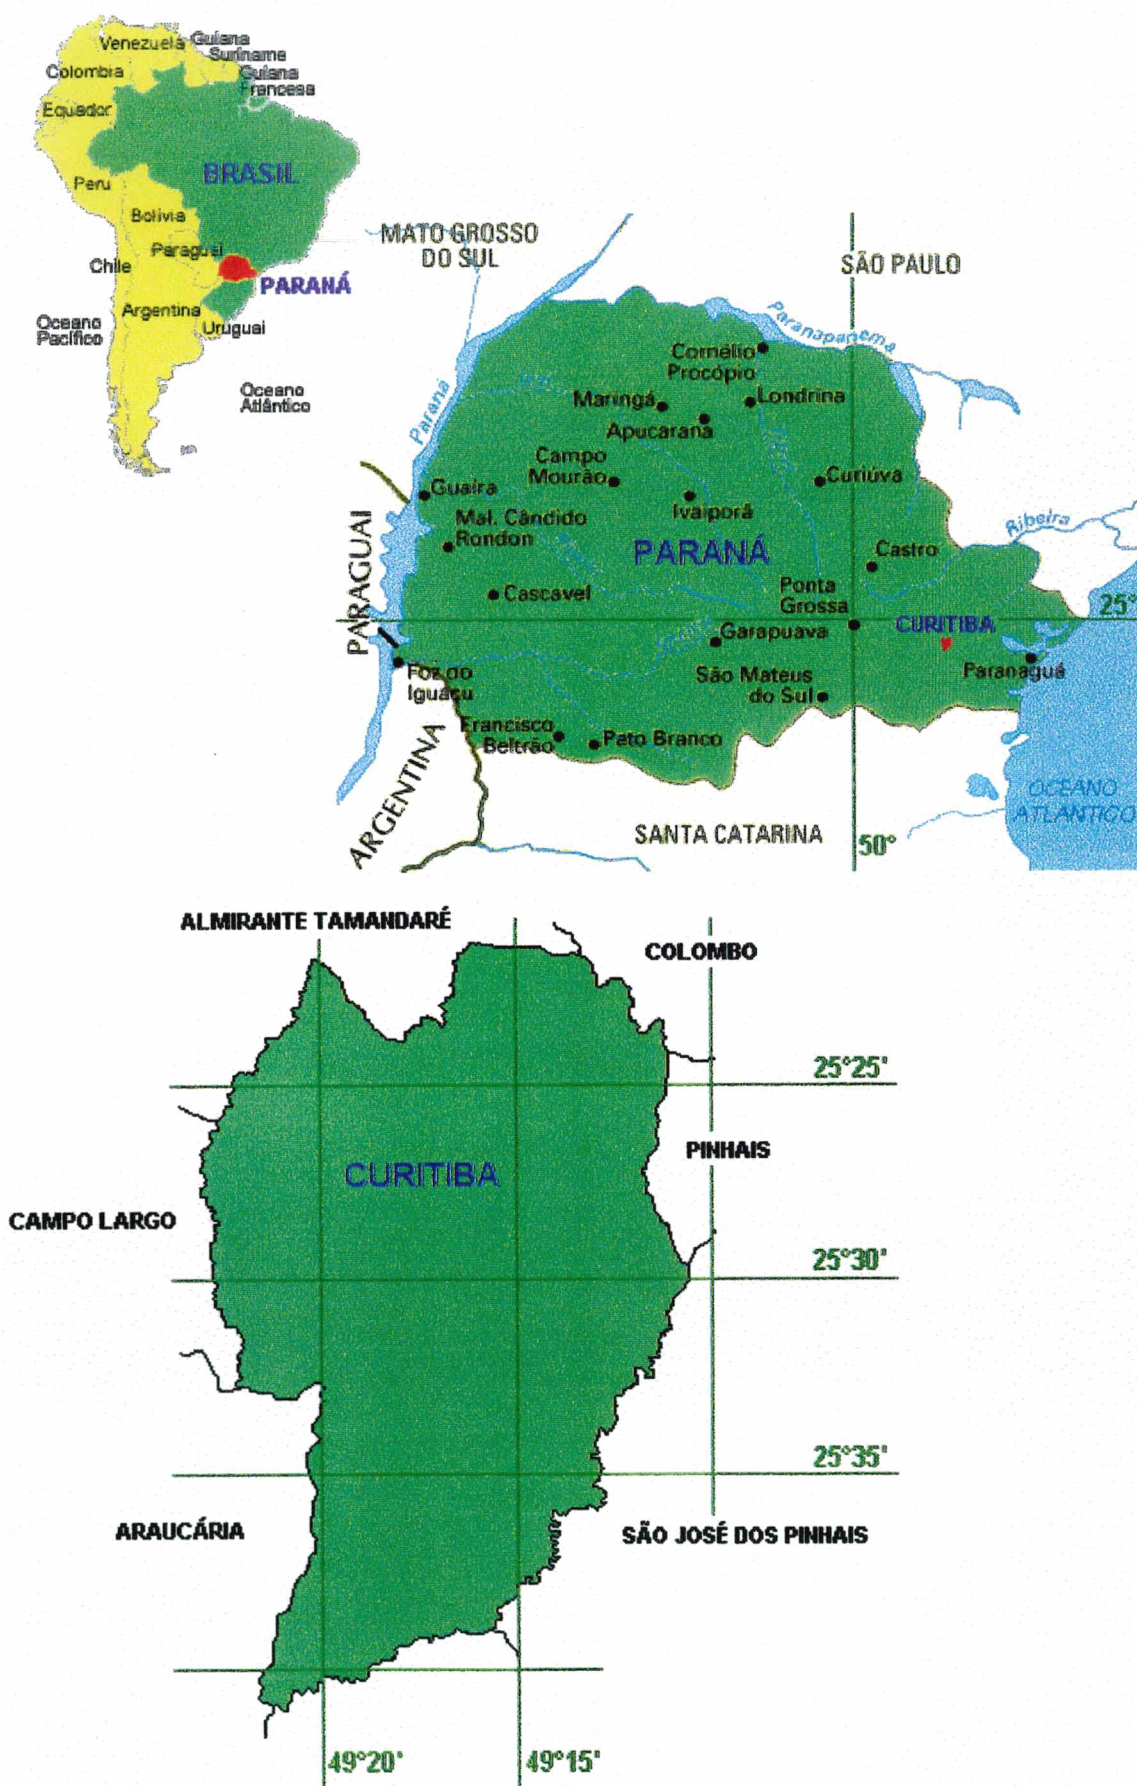 Venezuela
Guiana
Suriname
Guiana
Francesa
Colombia
Equador
BRASIL
Peru
Bolívia
Paraguai
Chile
PARANÁ
Argentina
Uruguai
Oceano
Pacífico
Oceano
Atlântico
MATO GROSSO
DO SUL
SÃO PAULO
Paranapanema
Paraná
Cornélio
Procópio
Maringá
Londrina
Apucarana
Campo
Mourão
Curiúva
Guaíra
Ivaiporã
Mal. Cândido
Rondon
Ribeira
PARANÁ
Castro
PARAGUAI
Cascavel
Ponta
Grossa
25°
CURITIBA
Garapuava
Foz do
Iguaçu
São Mateus
do Sul
Paranaguá
Francisco
Beltrão
Pato Branco
ARGENTINA
OCEANO
ATLÂNTICO
SANTA CATARINA
50°
ALMIRANTE TAMANDARÉ
COLOMBO
25°25'
PINHAIS
CURITIBA
CAMPO LARGO
25°30'
25°35'
ARAUCÁRIA
SÃO JOSÉ DOS PINHAIS
49°20'
49°15'